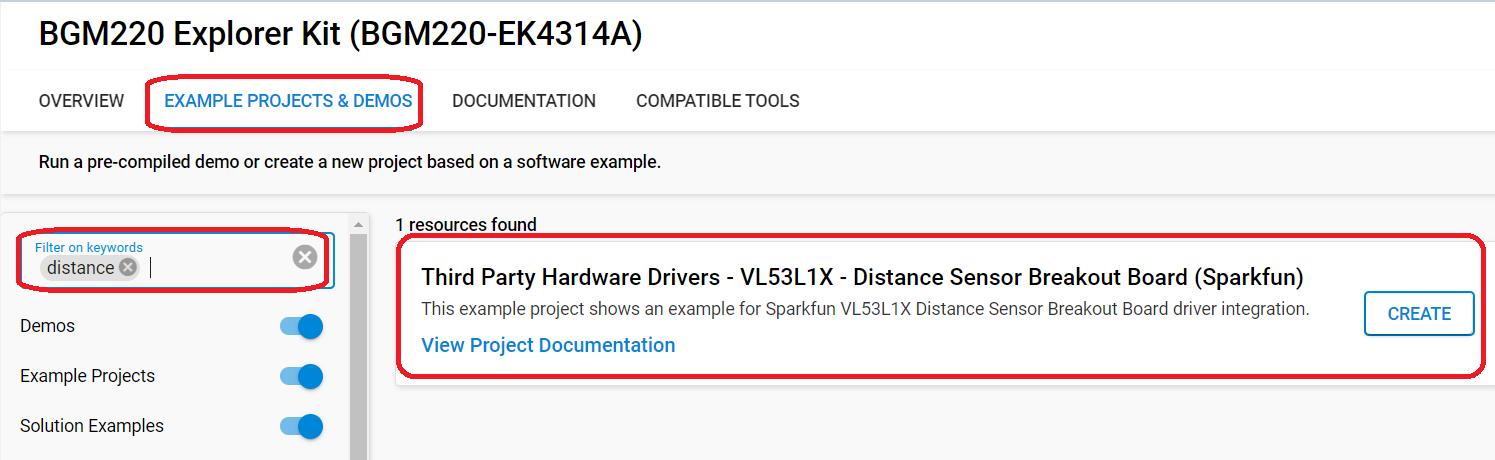 BGM220 Explorer Kit (BGM220-EK4314A)
OVERVIEW EXAMPLE PROJECTS & DEMOS DOCUMENTATION COMPATIBLE TOOLS
Run a pre-compiled demo or create a new project based on a software example.
Filter on keywords
distance
Demos
Example Projects
Solution Examples
1 resources found
Third Party Hardware Drivers - VL53L1X - Distance Sensor Breakout Board (Sparkfun)
This example project shows an example for Sparkfun VL53L1X Distance Sensor Breakout Board driver integration.
View Project Documentation
CREATE